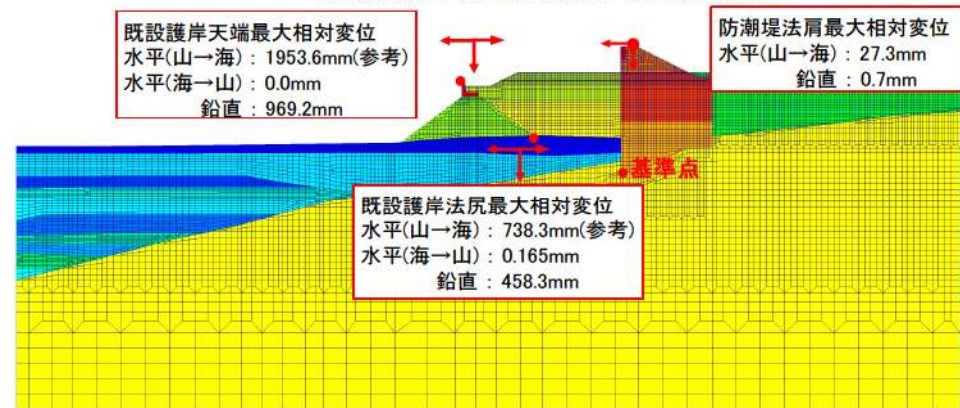 既設護岸天端最大相対変位
水平(山→海)：1953.6mm(参考)
水平(海→山)：0.0mm
鉛直：969.2mm
防潮堤法肩最大相対変位
水平(山→海)：27.3mm
鉛直：0.7mm
基準点
既設護岸法尻最大相対変位
水平(山→海)：738.3mm(参考)
水平(海→山)：0.165mm
鉛直：458.3mm